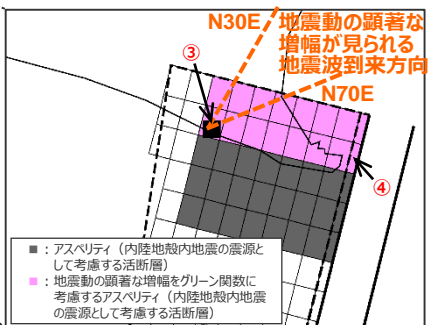 N30E 地震動の顕著な
増幅が見られる
地震波到来方向
N70E
③
④
■：アスペリティ（内陸地殻内地震の震源と
して考慮する活断層）
■：地震動の顕著な増幅をグリーン関数に
考慮するアスペリティ（内陸地殻内地震
の震源として考慮する活断層）